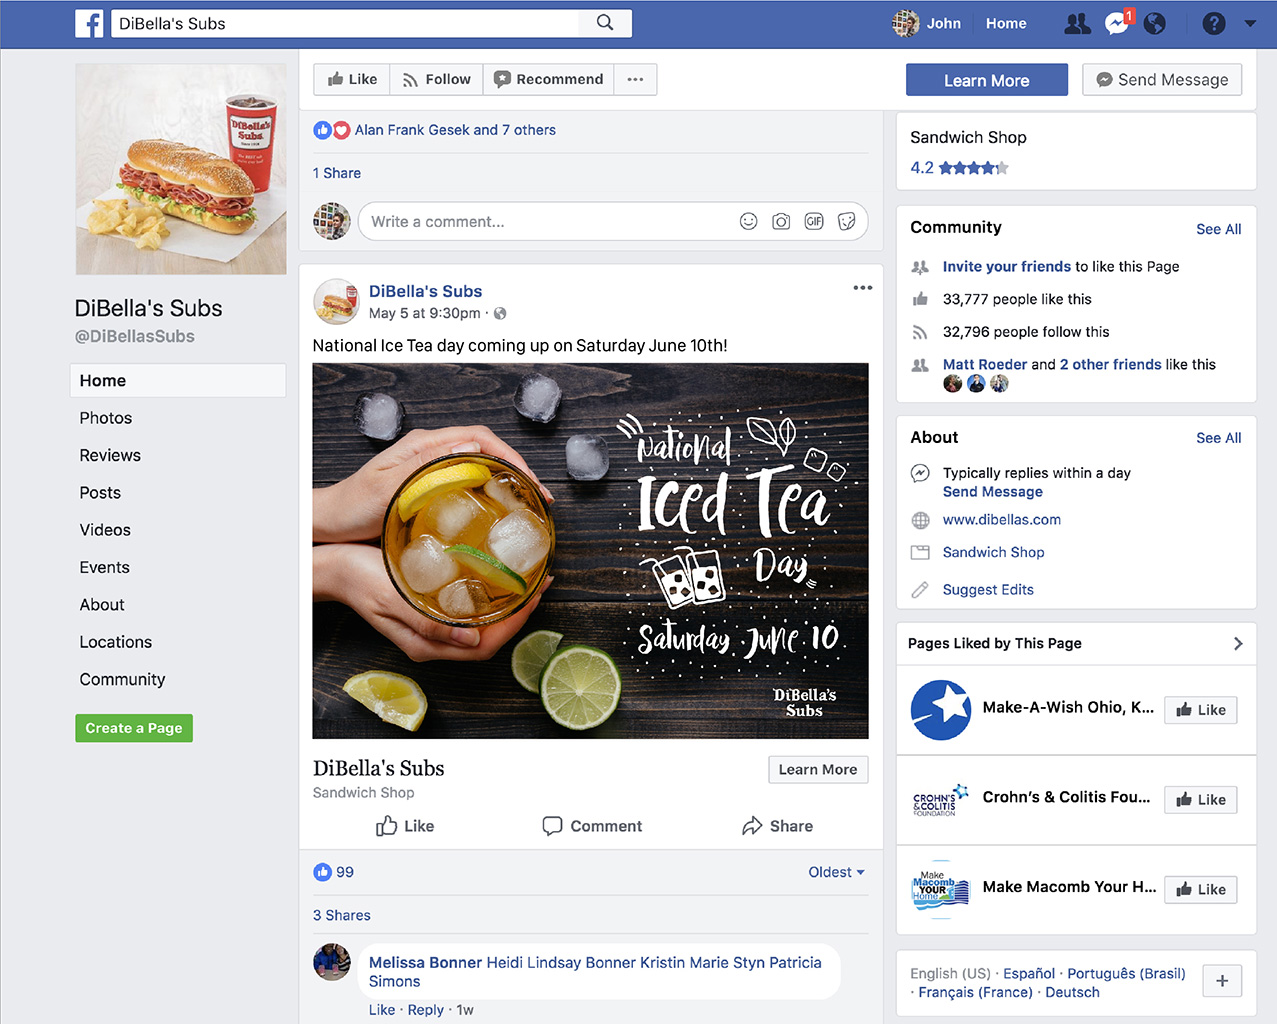 DiBella's Subs
John
Home
1
DiBella's Subs
@DiBellasSubs
Home
Photos
Reviews
Posts
Videos
Events
About
Locations
Community
Create a Page
Like
Follow
Recommend
Learn More
Send Message
Alan Frank Gesek and 7 others
1 Share
Write a comment...
GIF
DiBella's Subs
May 5 at 9:30pm ·
National Ice Tea day coming up on Saturday June 10th!
National
Iced Tea
Day
Saturday June 10
DiBella's
Subs
DiBella's Subs
Learn More
Sandwich Shop
Like
Comment
Share
99
Oldest
3 Shares
Melissa Bonner Heidi Lindsay Bonner Kristin Marie Styn Patricia
Simons
Like · Reply · 1w
Sandwich Shop
4.2
Community
See All
Invite your friends to like this Page
33,777 people like this
32,796 people follow this
Matt Roeder and 2 other friends like this
About
See All
Typically replies within a day
Send Message
www.dibellas.com
Sandwich Shop
Suggest Edits
Pages Liked by This Page
Make-A-Wish Ohio, K...
Like
CROHN'S
&COLITIS
FOUNDATION
Crohn's & Colitis Fou...
Like
Make
Macomb
YOUR
Home
Make Macomb Your H...
Like
English (US) · Español · Português (Brasil)
· Français (France) · Deutsch
DiBella's
Subs